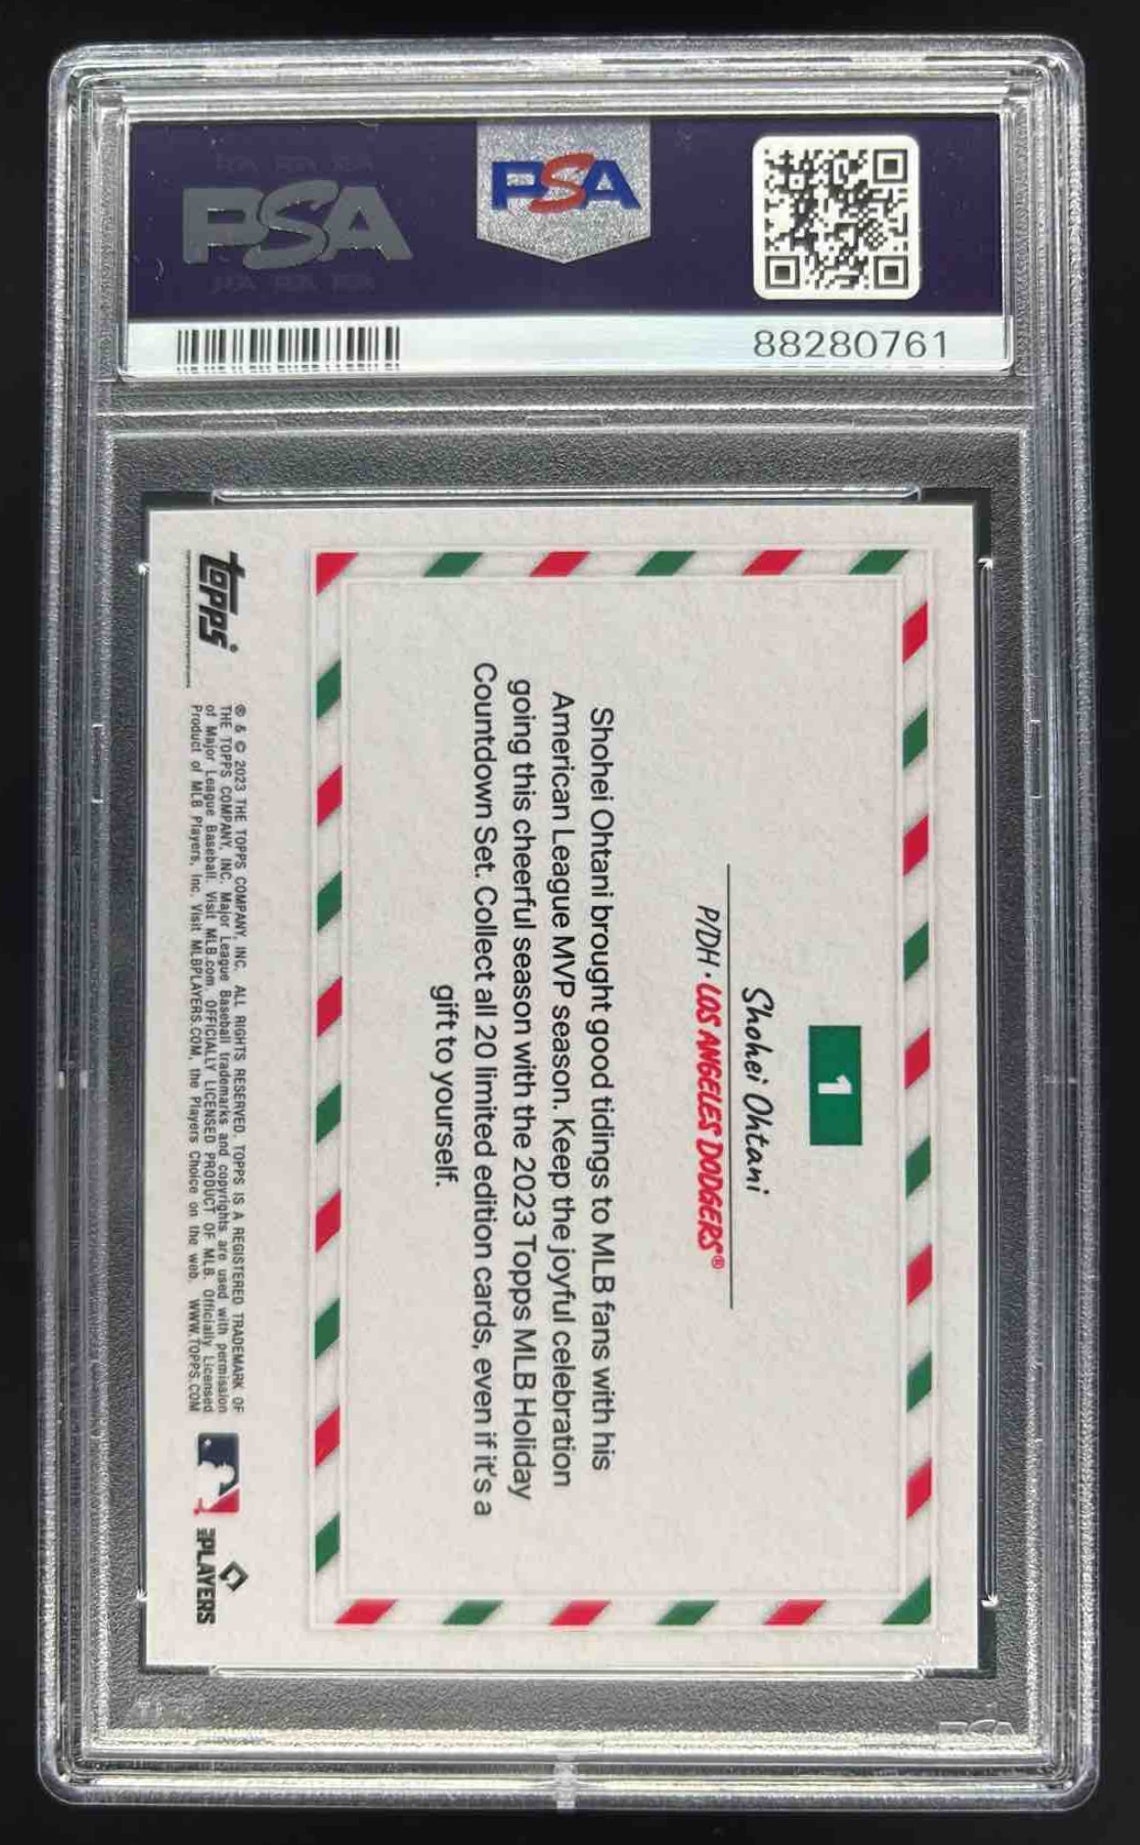 PSA
PSA
88280761
1
Shohei Ohtani
P/DH · LOS ANGELES DODGERS®
Shohei Ohtani brought good tidings to MLB fans with his
American League MVP season. Keep the joyful celebration
going this cheerful season with the 2023 Topps MLB Holiday
Countdown Set. Collect all 20 limited edition cards, even if it's a
gift to yourself.
topps®
® & © 2023 THE TOPPS COMPANY, INC. ALL RIGHTS RESERVED. TOPPS IS A REGISTERED TRADEMARK OF
THE TOPPS COMPANY, INC. Major League Baseball trademarks and copyrights are used with permission
of Major League Baseball. Visit MLB.com. OFFICIALLY LICENSED PRODUCT OF MLB. Officially Licensed
Product of MLB Players, Inc. Visit MLBPLAYERS.COM, the Players Choice on the web. WWW.TOPPS.COM
MLB PLAYERS
PSA